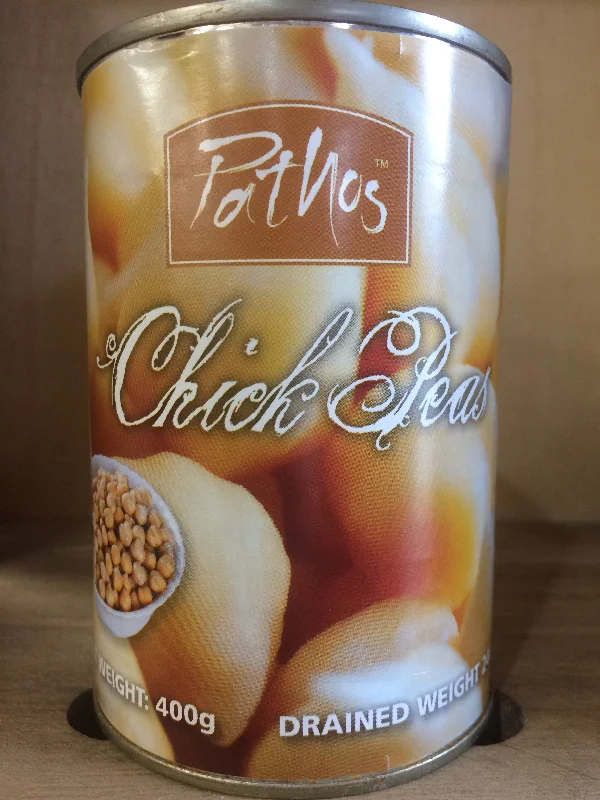 Pathos™
Chick Peas
WEIGHT: 400g
DRAINED WEIGHT